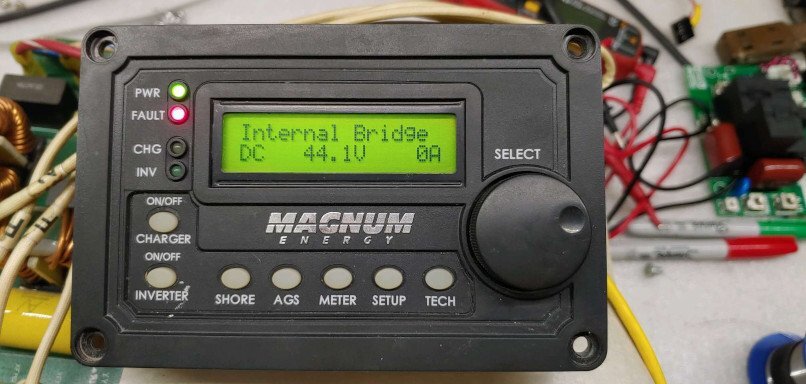 PWR
FAULT
CHG
INV
Internal Bridge
DC 44.1V 0A
SELECT
ON/OFF
CHARGER
ON/OFF
INVERTER
MAGNUM
ENERGY
SHORE AGS METER SETUP TECH